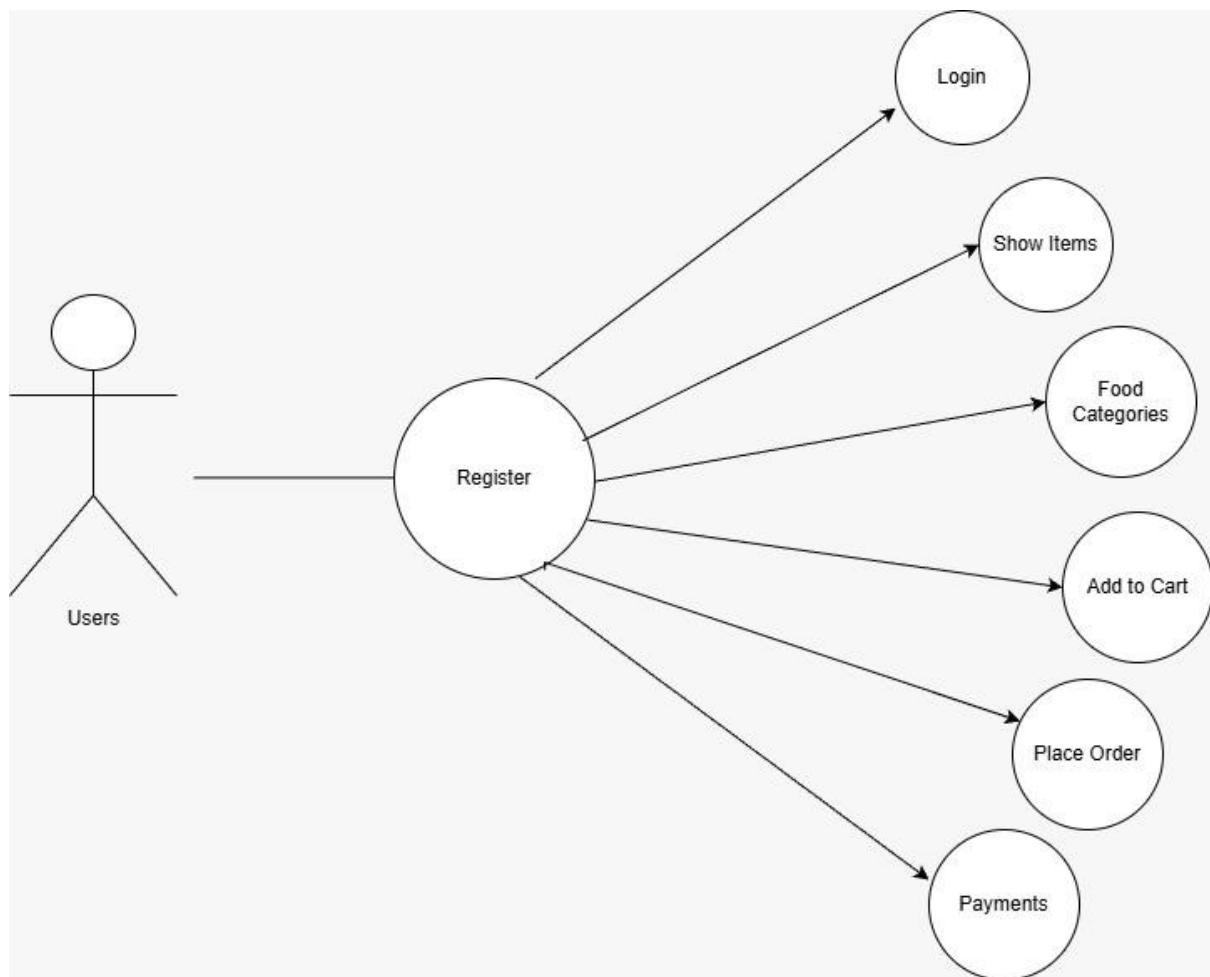 Login
Show Items
Food
Categories
Register
Add to Cart
Users
Place Order
Payments